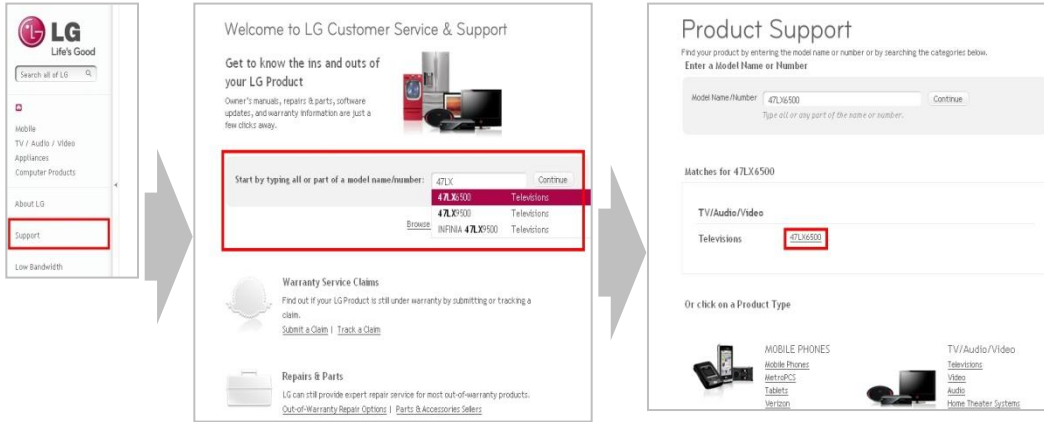 LG
Life's Good
Search all of LG
Mobile
TV / Audio / Video
Appliances
Computer Products
About LG
Support
Low Bandwidth
Welcome to LG Customer Service & Support
Get to know the ins and outs of
your LG Product
Owner's manuals, repairs & parts, software
updates, and warranty information are just a
few clicks away.
Start by typing all or part of a model name/number: 47LX Continue
47LX6500 Televisions
47LX9500 Televisions
INFINIA 47LX9500 Televisions
Browse
Warranty Service Claims
Find out if your LG Product is still under warranty by submitting or tracking a
claim.
Submit a Claim | Track a Claim
Repairs & Parts
LG can still provide expert repair service for most out-of-warranty products.
Out-of-Warranty Repair Options | Parts & Accessories Sellers
Product Support
Find your product by entering the model name or number or by searching the categories below.
Enter a Model Name or Number
Model Name/Number 47LX6500 Continue
Type all or any part of the name or number.
Matches for 47LX6500
TV/Audio/Video
Televisions 47LX6500
Or click on a Product Type
MOBILE PHONES
Mobile Phones
MetroPCS
Tablets
Verizon
TV/Audio/Video
Televisions
Video
Audio
Home Theater Systems